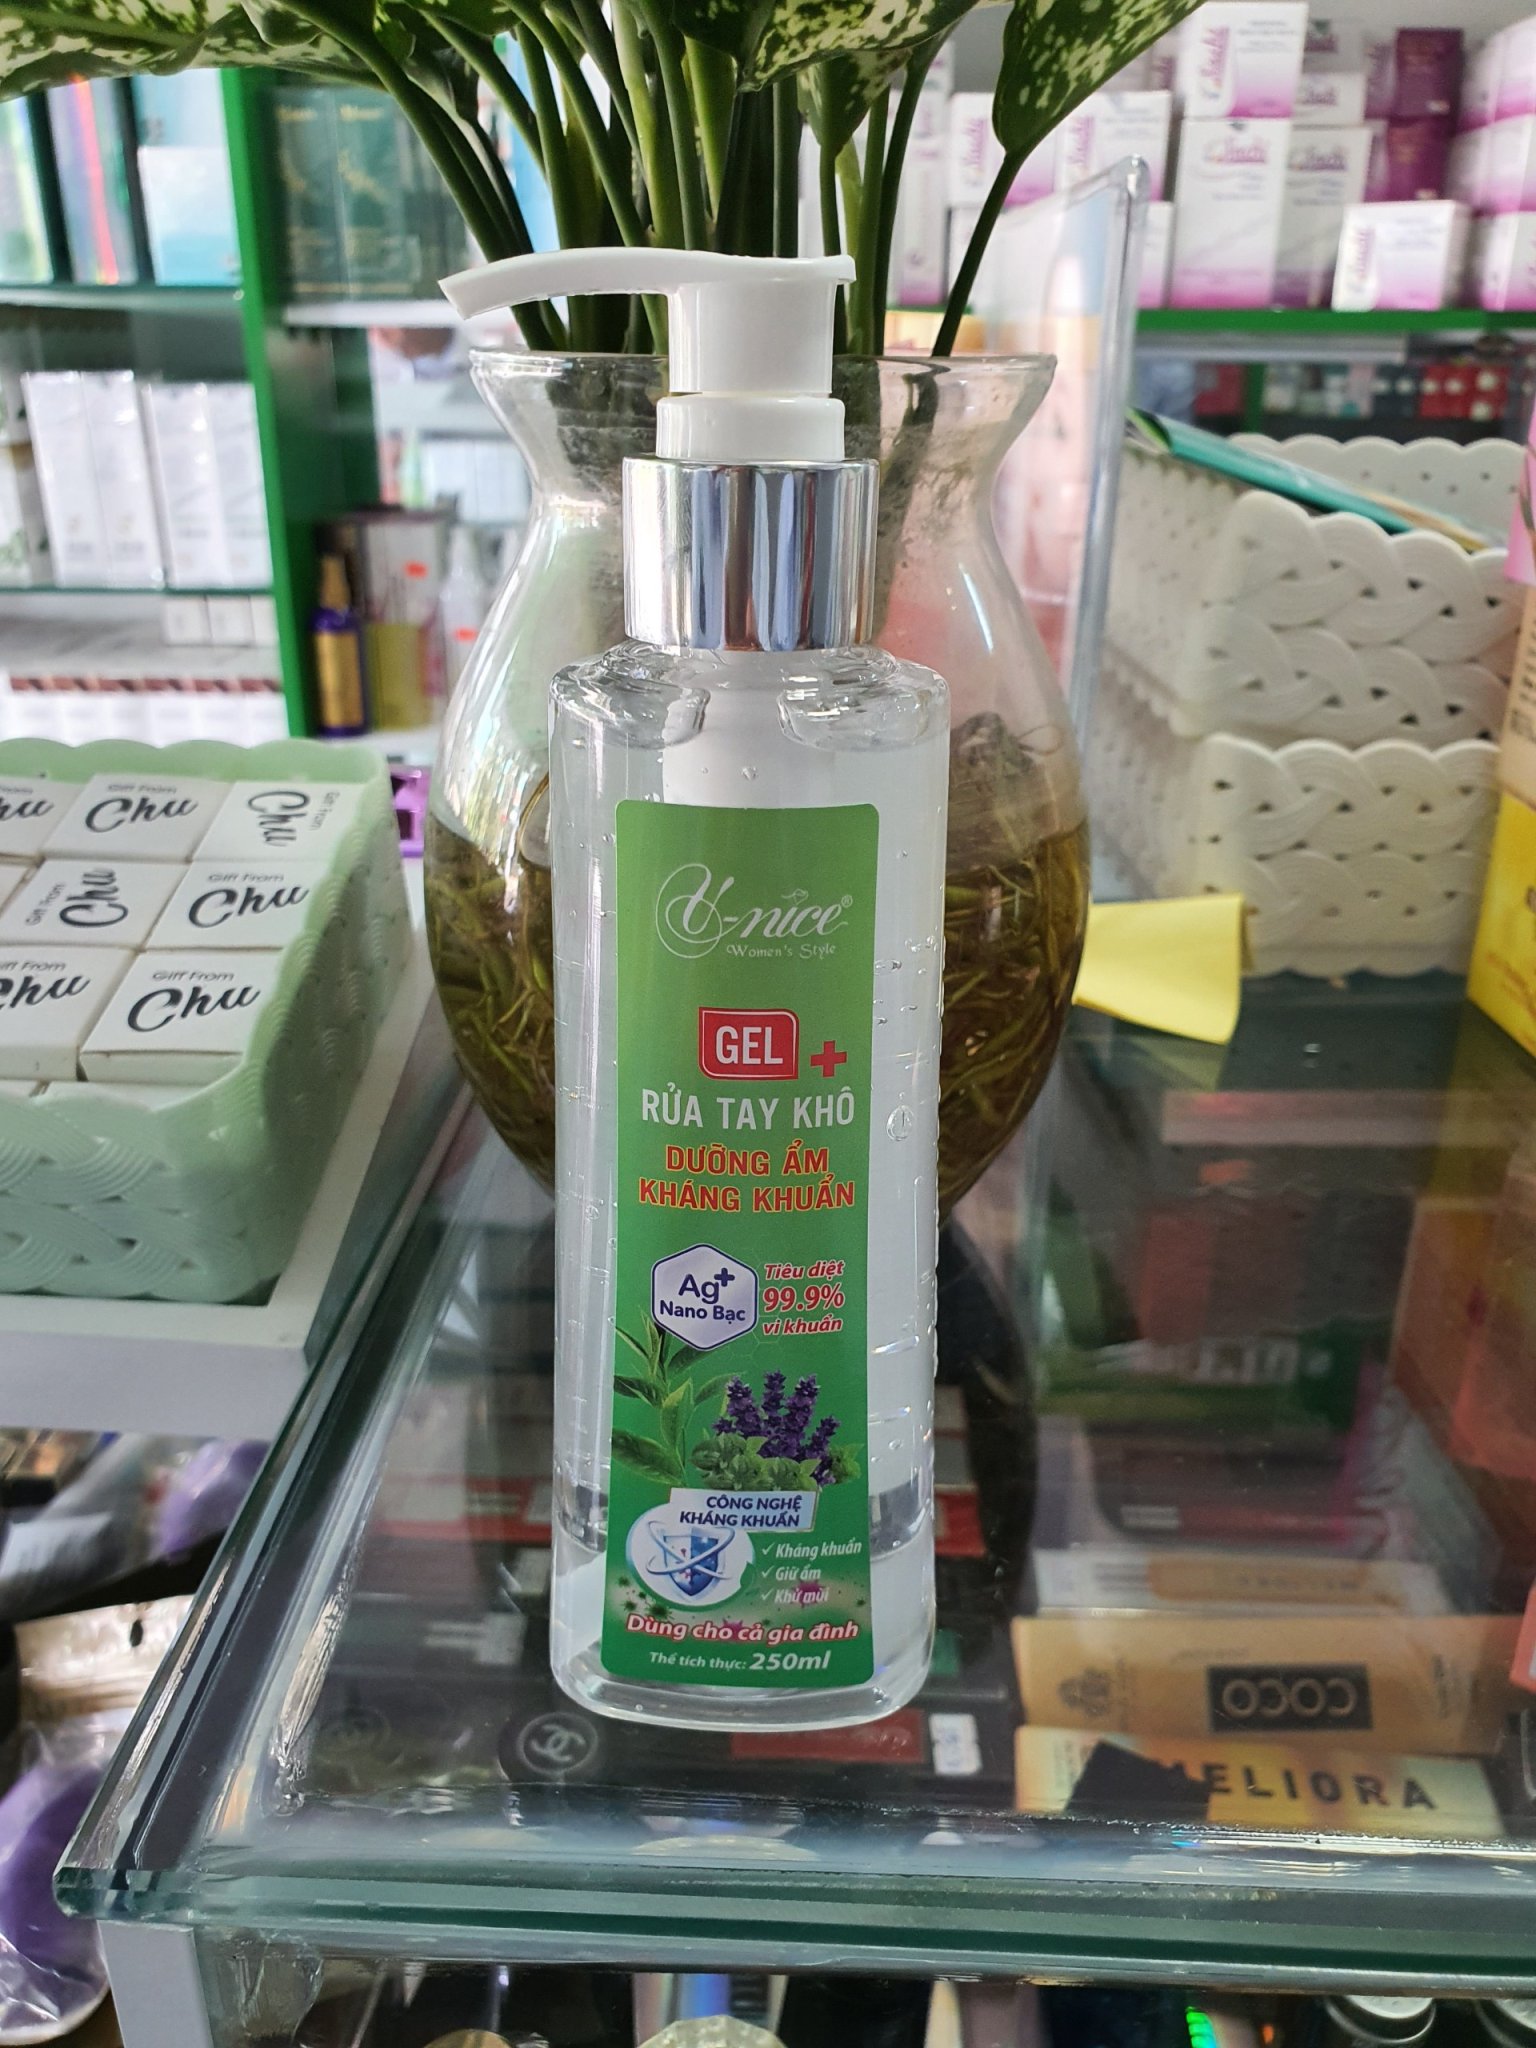 U-nice®
Women's Style
GEL
RỬA TAY KHÔ
DƯỠNG ẨM
KHÁNG KHUẨN
Ag+
Nano Bạc
Tiêu diệt
99.9%
vi khuẩn
CÔNG NGHỆ
KHÁNG KHUẨN
✓ Kháng khuẩn
✓ Giữ ẩm
✓ Khử mùi
Dùng cho cả gia đình
Thể tích thực: 250ml
Gift From
Chu
Gift From
Chu
Gift From
Chu
Gift From
Chu
Gift From
Chu
COCO
MELIORA